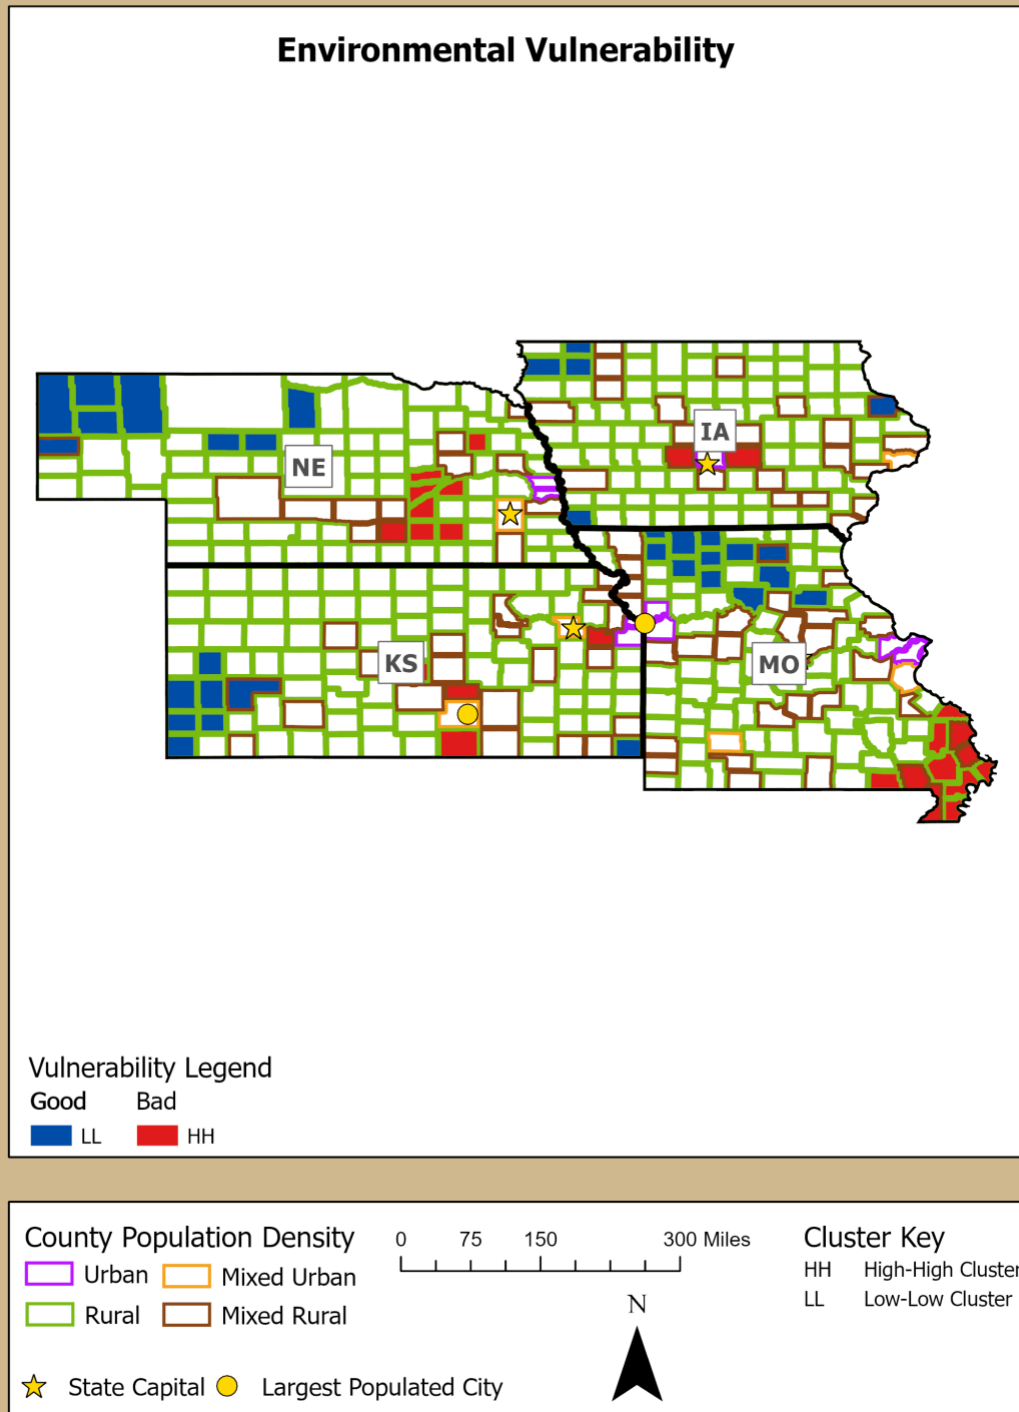 Environmental Vulnerability
IA
NE
KS
MO
Vulnerability Legend
Good Bad
LL HH
County Population Density
Urban Mixed Urban
Rural Mixed Rural
State Capital Largest Populated City
0 75 150 300 Miles
N
Cluster Key
HH High-High Cluster
LL Low-Low Cluster